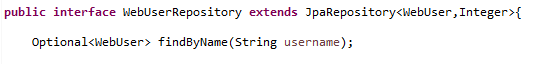 public interface WebUserRepository extends JpaRepository<WebUser,Integer>{
Optional<WebUser> findByName(String username);